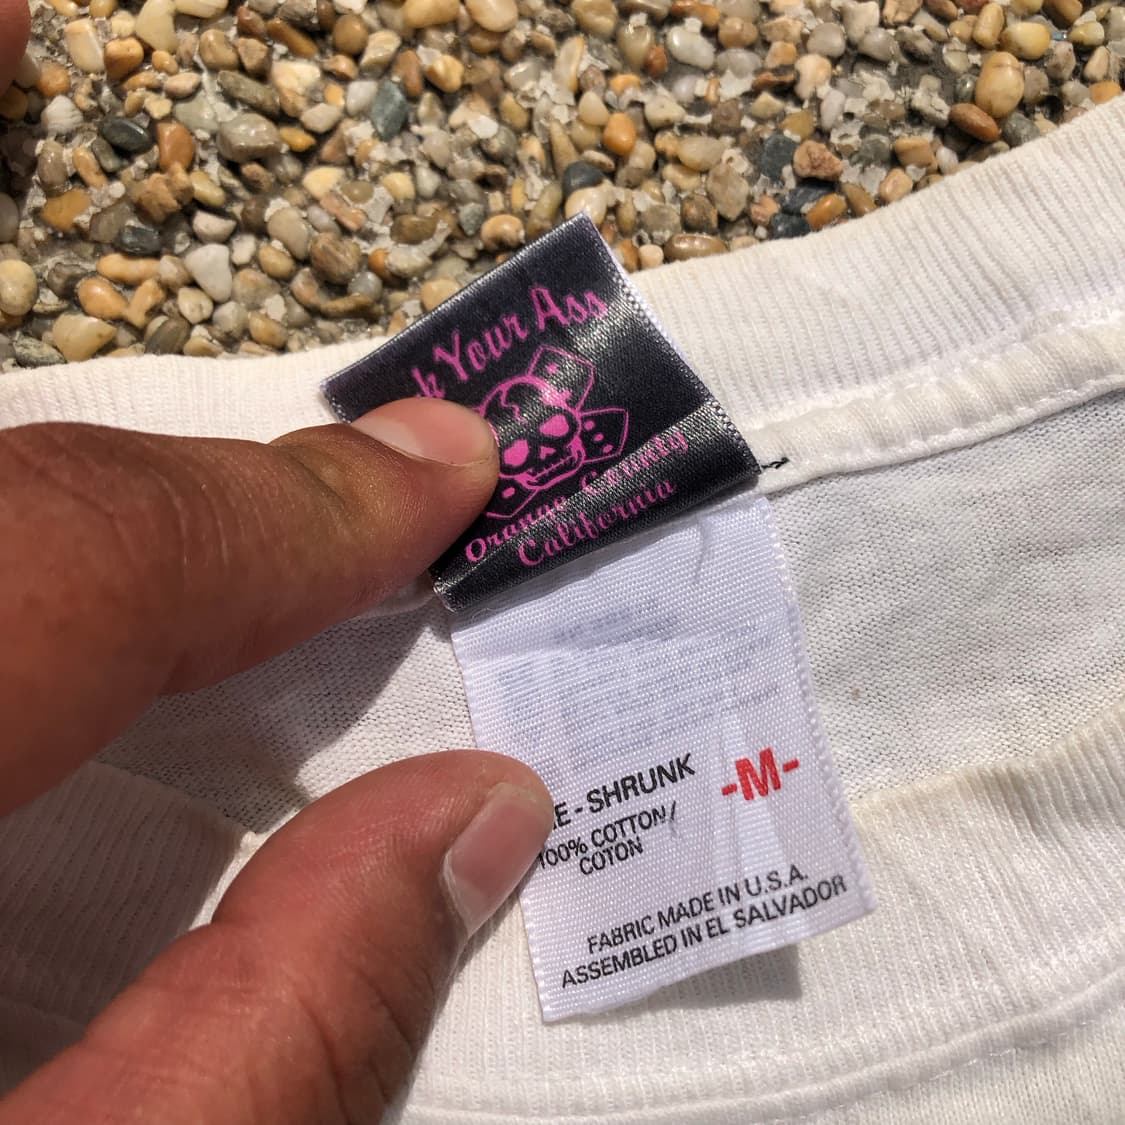 k Your Ass
Orange County
California
-M-
E - SHRUNK
100% COTTON/
COTON
FABRIC MADE IN U.S.A.
ASSEMBLED IN EL SALVADOR